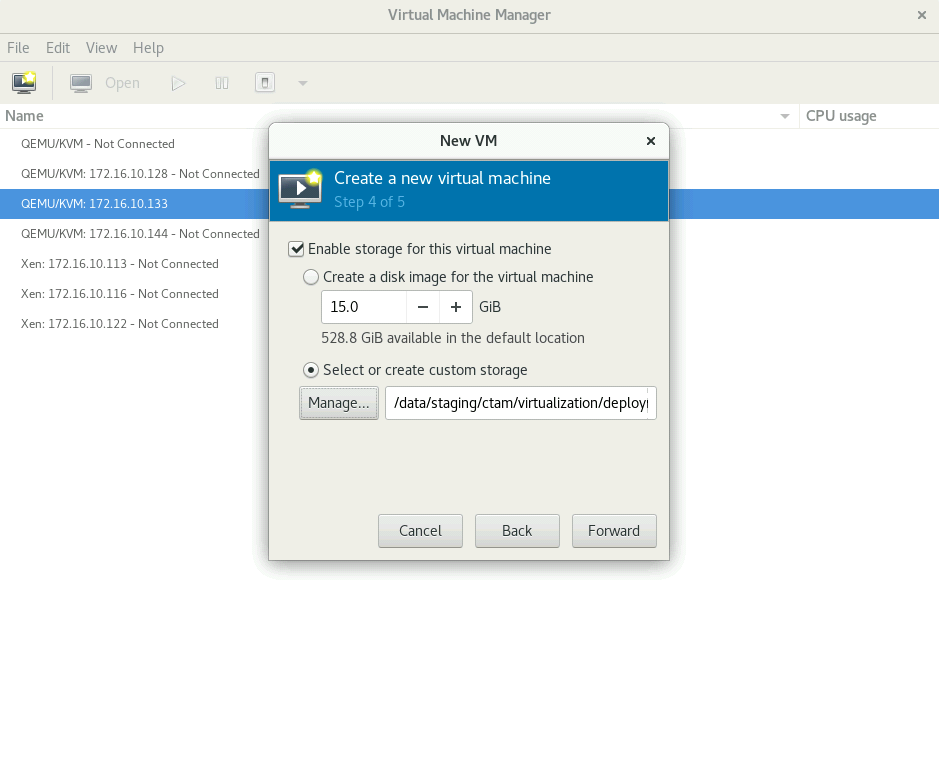 Virtual Machine Manager
File Edit View Help
Open
Name CPU usage
QEMU/KVM - Not Connected
QEMU/KVM: 172.16.10.128 - Not Connected
QEMU/KVM: 172.16.10.133
QEMU/KVM: 172.16.10.144 - Not Connected
Xen: 172.16.10.113 - Not Connected
Xen: 172.16.10.116 - Not Connected
Xen: 172.16.10.122 - Not Connected
New VM
Create a new virtual machine
Step 4 of 5
Enable storage for this virtual machine
Create a disk image for the virtual machine
15.0 GiB
528.8 GiB available in the default location
Select or create custom storage
Manage... /data/staging/ctam/virtualization/deploy
Cancel Back Forward